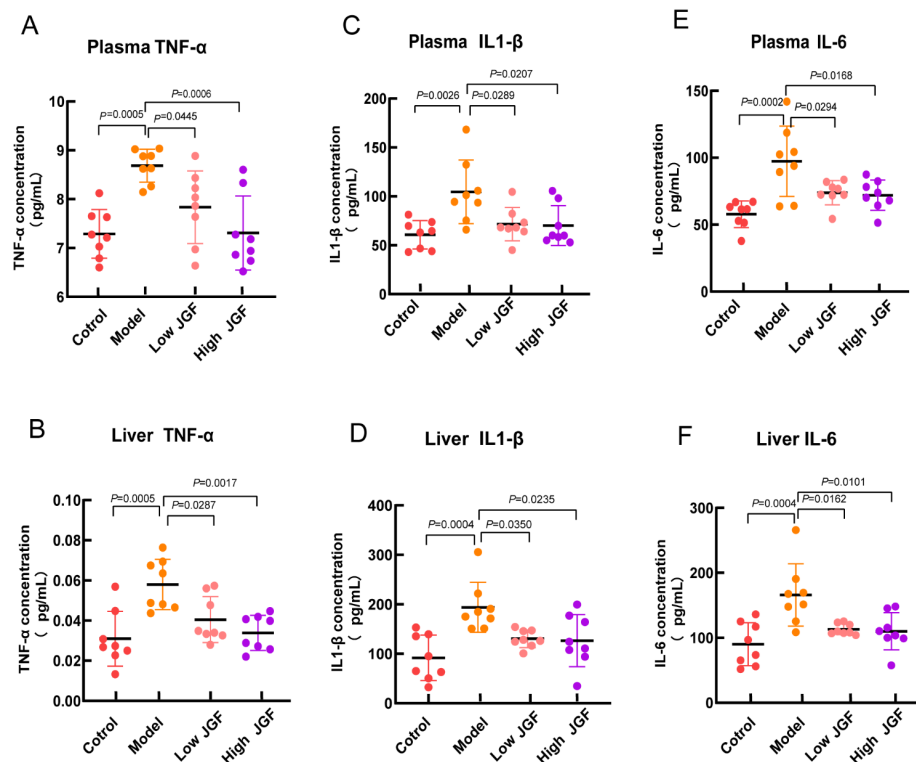 A
Plasma TNF-α
P=0.0006
P=0.0005
P=0.0445
10
9
8
7
6
TNF-α concentration
( pg/mL)
Cotrol
Model
Low JGF
High JGF
C
Plasma IL1-β
P=0.0207
P=0.0026
P=0.0289
200
150
100
50
0
IL1-β concentration
( pg/mL)
Cotrol
Model
Low JGF
High JGF
E
Plasma IL-6
P=0.0168
P=0.0002
P=0.0294
150
100
50
0
IL-6 concentration
( pg/mL)
Cotrol
Model
Low JGF
High JGF
B
Liver TNF-α
P=0.0017
P=0.0005
P=0.0287
0.10
0.08
0.06
0.04
0.02
0.00
TNF-α concentration
( pg/mL)
Cotrol
Model
Low JGF
High JGF
D
Liver IL1-β
P=0.0235
P=0.0004
P=0.0350
400
300
200
100
0
IL1-β concentration
( pg/mL)
Cotrol
Model
Low JGF
High JGF
F
Liver IL-6
P=0.0101
P=0.0004
P=0.0162
300
200
100
0
IL-6 concentration
( pg/mL)
Cotrol
Model
Low JGF
High JGF